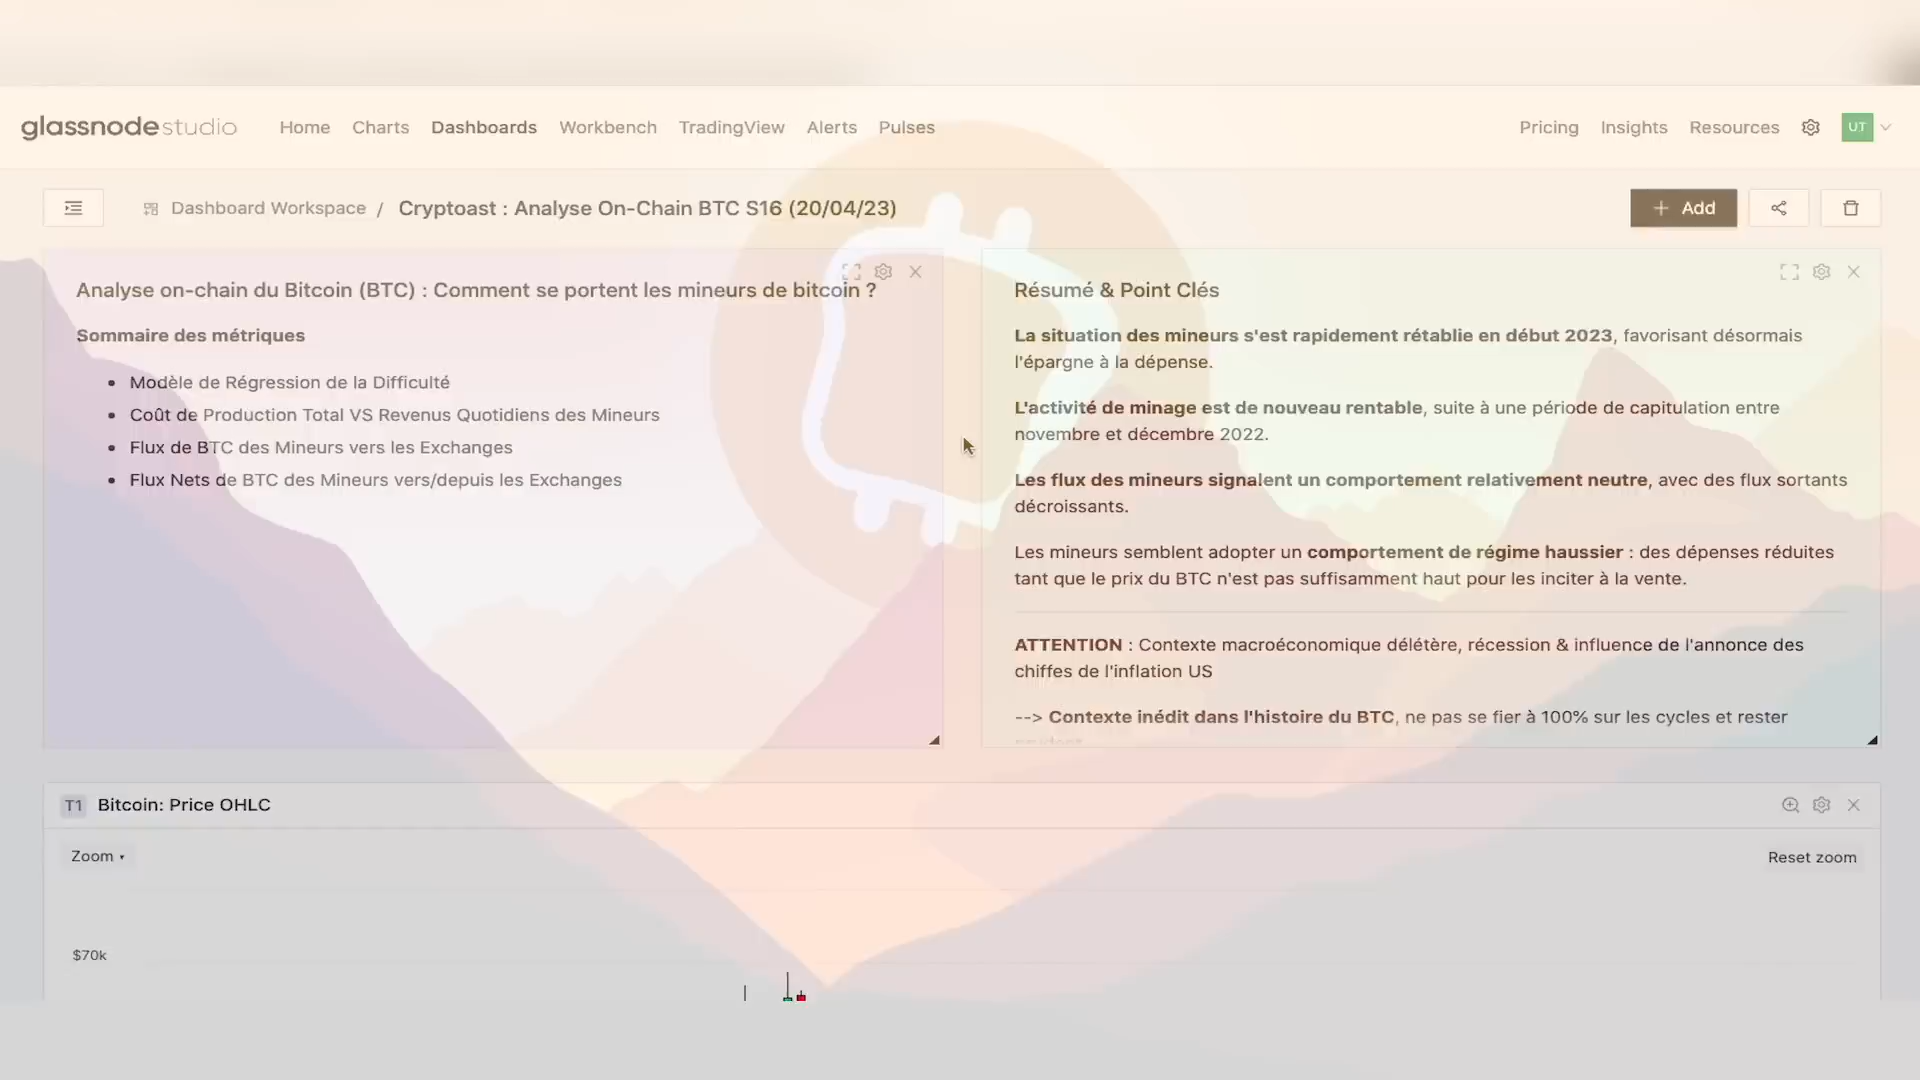 glassnode studio Home Charts Dashboards Workbench TradingView Alerts Pulses Pricing Insights Resources UT
Dashboard Workspace / Cryptoast : Analyse On-Chain BTC S16 (20/04/23) + Add
Analyse on-chain du Bitcoin (BTC) : Comment se portent les mineurs de bitcoin ?
Sommaire des métriques
• Modèle de Régression de la Difficulté
• Coût de Production Total VS Revenus Quotidiens des Mineurs
• Flux de BTC des Mineurs vers les Exchanges
• Flux Nets de BTC des Mineurs vers/depuis les Exchanges
Résumé & Point Clés
La situation des mineurs s'est rapidement rétablie en début 2023, favorisant désormais
l'épargne à la dépense.
L'activité de minage est de nouveau rentable, suite à une période de capitulation entre
novembre et décembre 2022.
Les flux des mineurs signalent un comportement relativement neutre, avec des flux sortants
décroissants.
Les mineurs semblent adopter un comportement de régime haussier : des dépenses réduites
tant que le prix du BTC n'est pas suffisamment haut pour les inciter à la vente.
ATTENTION : Contexte macroéconomique délétère, récession & influence de l'annonce des
chiffes de l'inflation US
--> Contexte inédit dans l'histoire du BTC, ne pas se fier à 100% sur les cycles et rester
T1 Bitcoin: Price OHLC
Zoom ▾ Reset zoom
$70k